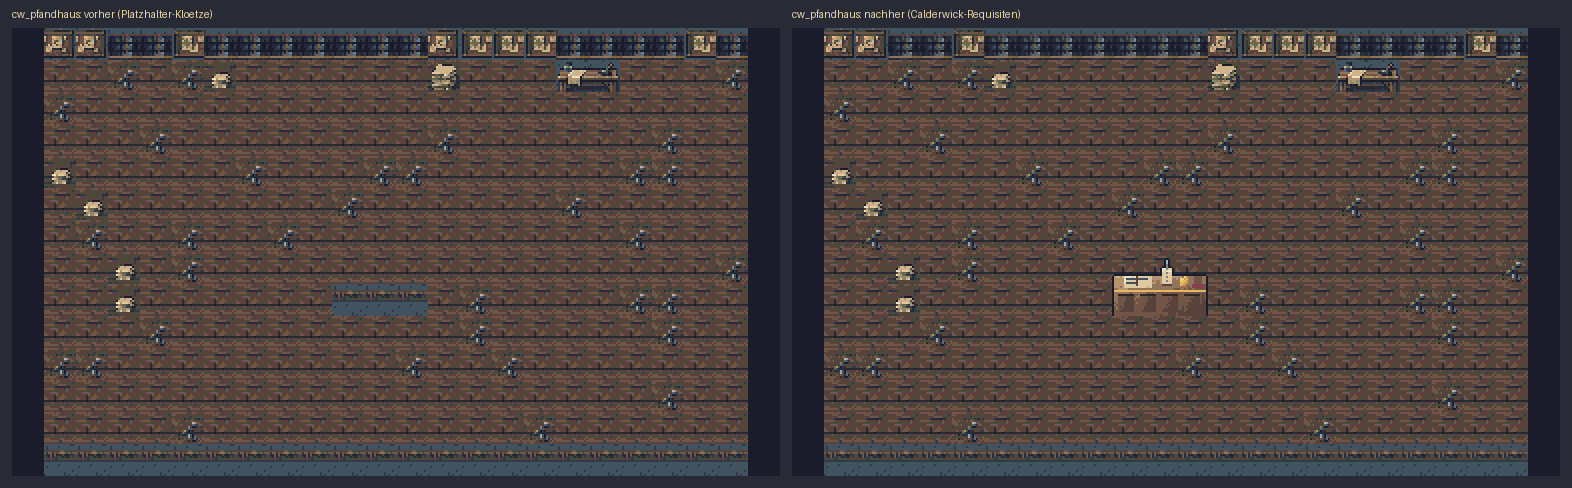 cw_pfandhaus: vorher (Platzhalter-Kloetze)
cw_pfandhaus: nachher (Calderwick-Requisiten)